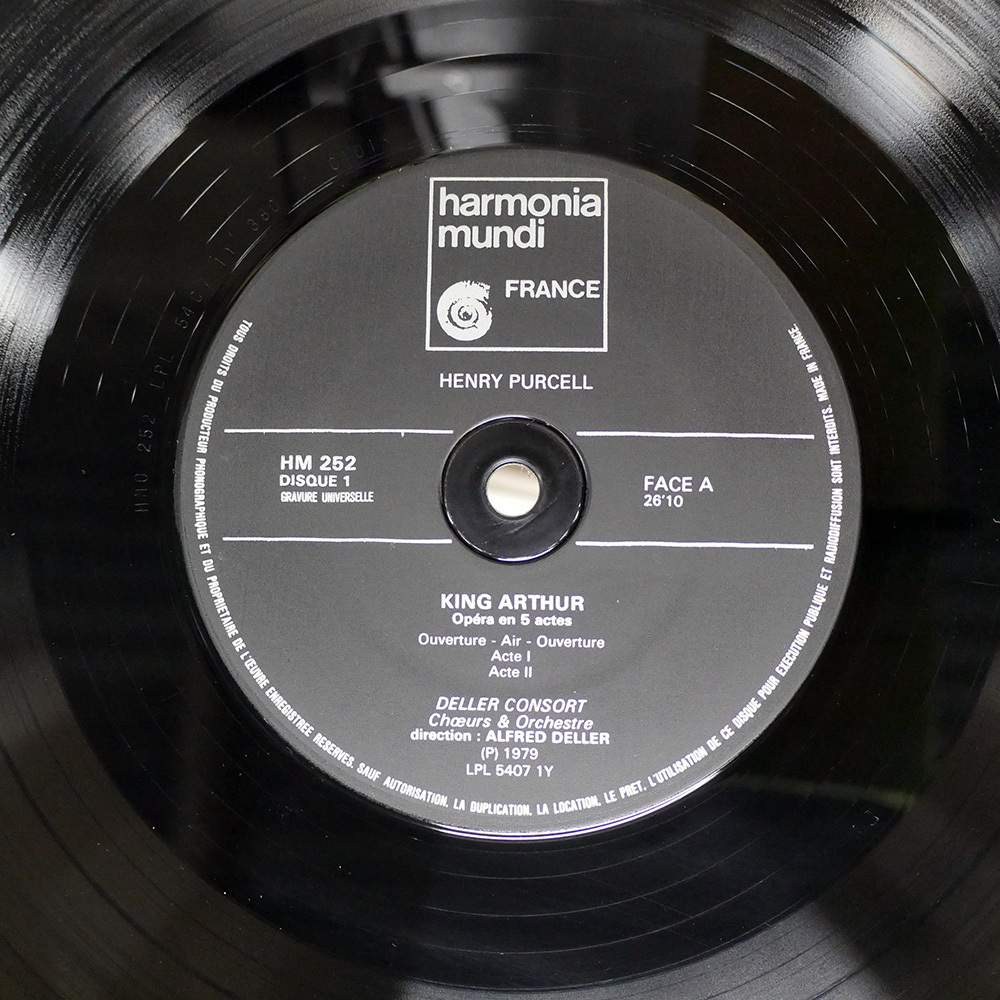 harmonia
mundi
FRANCE
HENRY PURCELL
HM 252
DISQUE 1
GRAVURE UNIVERSELLE
FACE A
26'10
KING ARTHUR
Opéra en 5 actes
Ouverture - Air - Ouverture
Acte I
Acte II
DELLER CONSORT
Chœurs & Orchestre
direction : ALFRED DELLER
(P) 1979
LPL 5407 1Y
TOUS DROITS DU PRODUCTEUR PHONOGRAPHIQUE ET DU PROPRIETAIRE DE L'ŒUVRE ENREGISTREE RESERVES. SAUF AUTORISATION, LA DUPLICATION, LA LOCATION, LE PRET, L'UTILISATION DE CE DISQUE POUR EXECUTION PUBLIQUE ET RADIODIFFUSION SONT INTERDITS. MADE IN FRANCE.
252 LPL